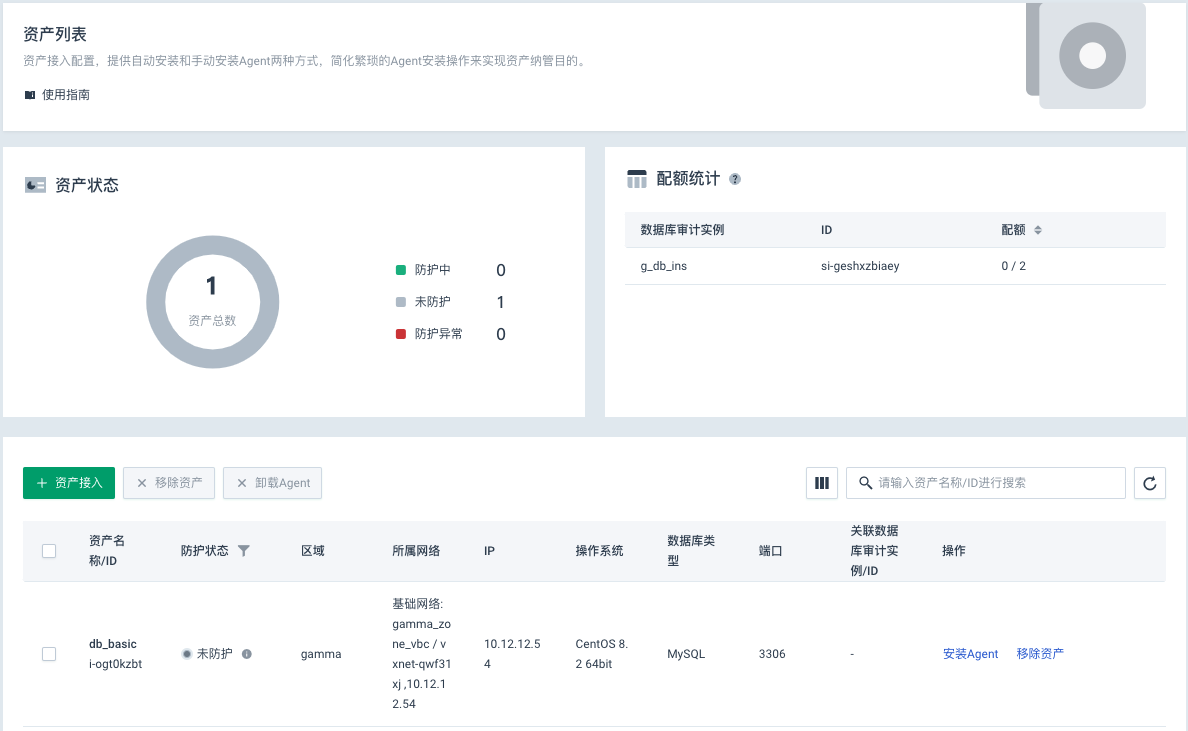 资产列表
资产接入配置，提供自动安装和手动安装Agent两种方式，简化繁琐的Agent安装操作来实现资产纳管目的。
使用指南
资产状态
1
资产总数
防护中 0
未防护 1
防护异常 0
配额统计 ?
数据库审计实例 ID 配额
g_db_ins si-geshxzbiaey 0 / 2
+ 资产接入 × 移除资产 × 卸载Agent 请输入资产名称/ID进行搜索
资产名
称/ID
防护状态
区域
所属网络
IP
操作系统
数据库类
型
端口
关联数据
库审计实
例/ID
操作
db_basic
i-ogt0kzbt
未防护
gamma
基础网络:
gamma_zo
ne_vbc / v
xnet-qwf31
xj ,10.12.1
2.54
10.12.12.5
4
CentOS 8.
2 64bit
MySQL
3306
-
安装Agent 移除资产